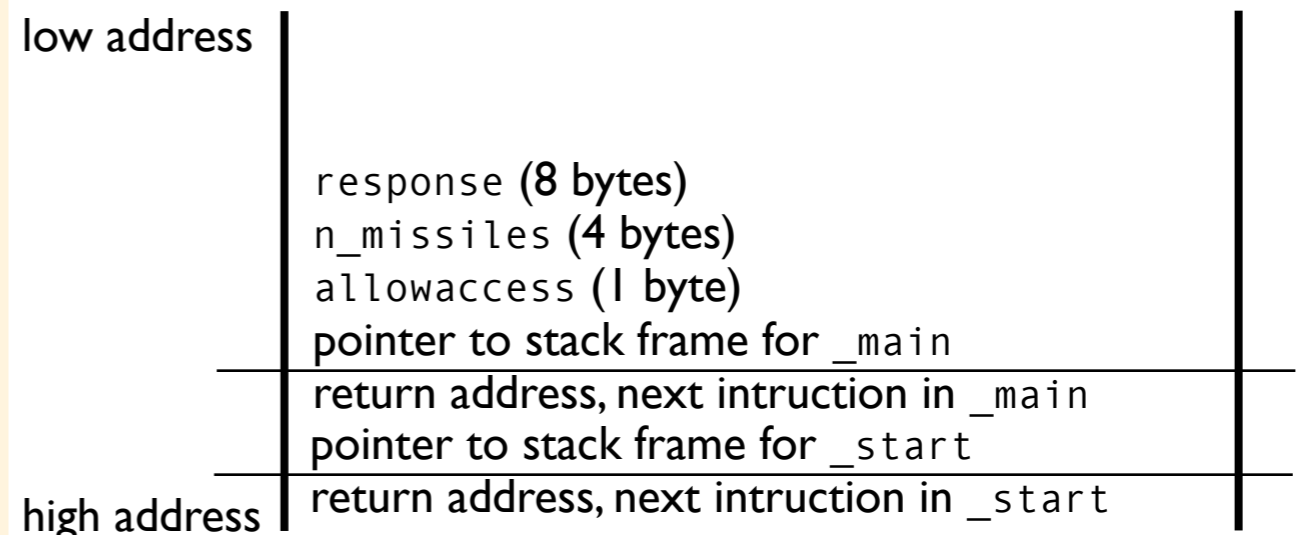 low address
response (8 bytes)
n_missiles (4 bytes)
allowaccess (1 byte)
pointer to stack frame for _main
return address, next intruction in _main
pointer to stack frame for _start
return address, next intruction in _start
high address